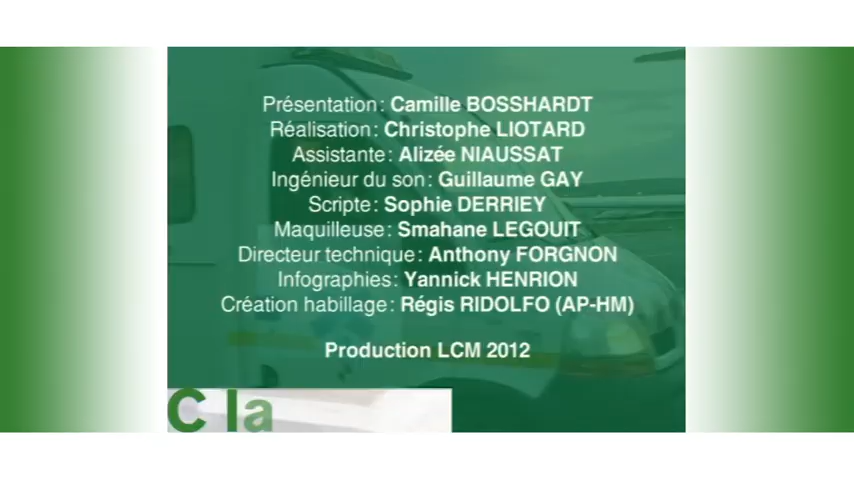 Présentation : Camille BOSSHARDT
Réalisation : Christophe LIOTARD
Assistante : Alizée NIAUSSAT
Ingénieur du son : Guillaume GAY
Scripte : Sophie DERRIEY
Maquilleuse : Smahane LEGOUIT
Directeur technique : Anthony FORGNON
Infographies : Yannick HENRION
Création habillage : Régis RIDOLFO (AP-HM)
Production LCM 2012
C la